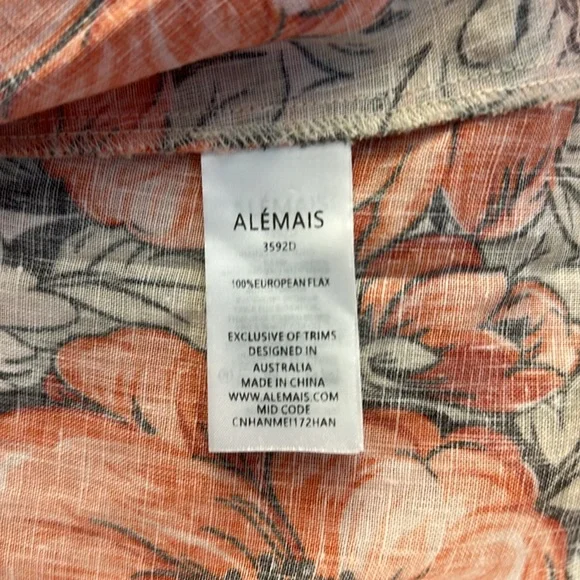 ALÉMAIS
3592D
100%EUROPEAN FLAX
EXCLUSIVE OF TRIMS
DESIGNED IN
AUSTRALIA
MADE IN CHINA
WWW.ALEMAIS.COM
MID CODE
CNHANMEI172HAN